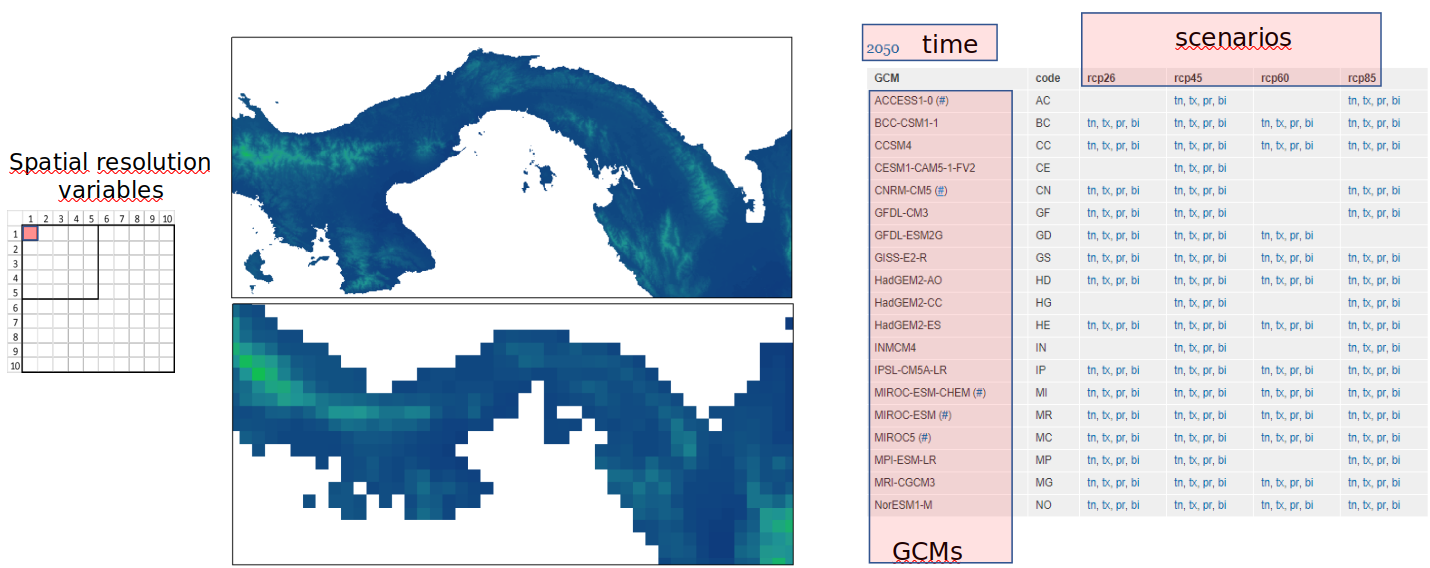 Spatial resolution
variables
1 2 3 4 5 6 7 8 9 10
1
2
3
4
5
6
7
8
9
10
2050 time
scenarios
GCM code rcp26 rcp45 rcp60 rcp85
ACCESS1-0 (#) AC tn, tx, pr, bi tn, tx, pr, bi
BCC-CSM1-1 BC tn, tx, pr, bi tn, tx, pr, bi tn, tx, pr, bi tn, tx, pr, bi
CCSM4 CC tn, tx, pr, bi tn, tx, pr, bi tn, tx, pr, bi tn, tx, pr, bi
CESM1-CAM5-1-FV2 CE tn, tx, pr, bi
CNRM-CM5 (#) CN tn, tx, pr, bi tn, tx, pr, bi tn, tx, pr, bi
GFDL-CM3 GF tn, tx, pr, bi tn, tx, pr, bi tn, tx, pr, bi
GFDL-ESM2G GD tn, tx, pr, bi tn, tx, pr, bi tn, tx, pr, bi
GISS-E2-R GS tn, tx, pr, bi tn, tx, pr, bi tn, tx, pr, bi tn, tx, pr, bi
HadGEM2-AO HD tn, tx, pr, bi tn, tx, pr, bi tn, tx, pr, bi tn, tx, pr, bi
HadGEM2-CC HG tn, tx, pr, bi tn, tx, pr, bi
HadGEM2-ES HE tn, tx, pr, bi tn, tx, pr, bi tn, tx, pr, bi tn, tx, pr, bi
INMCM4 IN tn, tx, pr, bi tn, tx, pr, bi
IPSL-CM5A-LR IP tn, tx, pr, bi tn, tx, pr, bi tn, tx, pr, bi tn, tx, pr, bi
MIROC-ESM-CHEM (#) MI tn, tx, pr, bi tn, tx, pr, bi tn, tx, pr, bi tn, tx, pr, bi
MIROC-ESM (#) MR tn, tx, pr, bi tn, tx, pr, bi tn, tx, pr, bi tn, tx, pr, bi
MIROC5 (#) MC tn, tx, pr, bi tn, tx, pr, bi tn, tx, pr, bi tn, tx, pr, bi
MPI-ESM-LR MP tn, tx, pr, bi tn, tx, pr, bi tn, tx, pr, bi
MRI-CGCM3 MG tn, tx, pr, bi tn, tx, pr, bi tn, tx, pr, bi tn, tx, pr, bi
NorESM1-M NO tn, tx, pr, bi tn, tx, pr, bi tn, tx, pr, bi tn, tx, pr, bi
GCMs